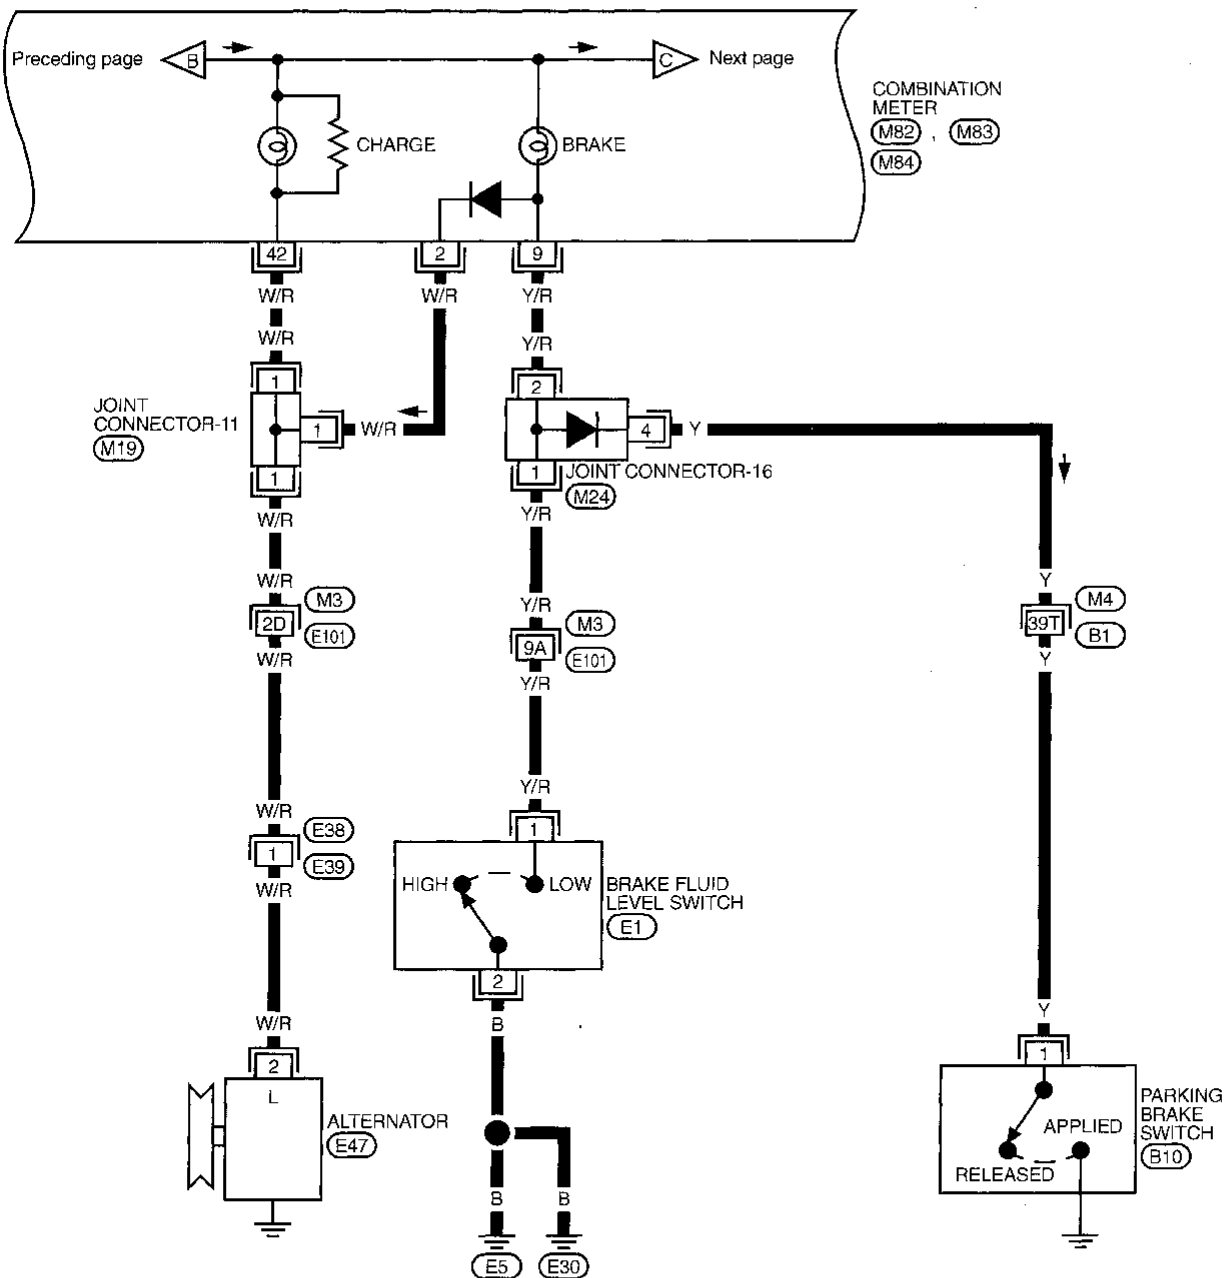 Preceding page
B
C
Next page
COMBINATION
METER
M82 , M83
M84
CHARGE
BRAKE
42
2
9
W/R
W/R
Y/R
W/R
Y/R
1
2
JOINT
CONNECTOR-11
M19
1
W/R
4
Y
1
1
JOINT CONNECTOR-16
M24
W/R
Y/R
W/R
M3
2D
E101
W/R
Y/R
M3
9A
E101
Y/R
Y
M4
39T
B1
Y
W/R
E38
1
E39
W/R
Y/R
1
HIGH
LOW
BRAKE FLUID
LEVEL SWITCH
E1
2
B
W/R
2
L
ALTERNATOR
E47
B
B
E5
E30
Y
1
APPLIED
RELEASED
PARKING
BRAKE
SWITCH
B10